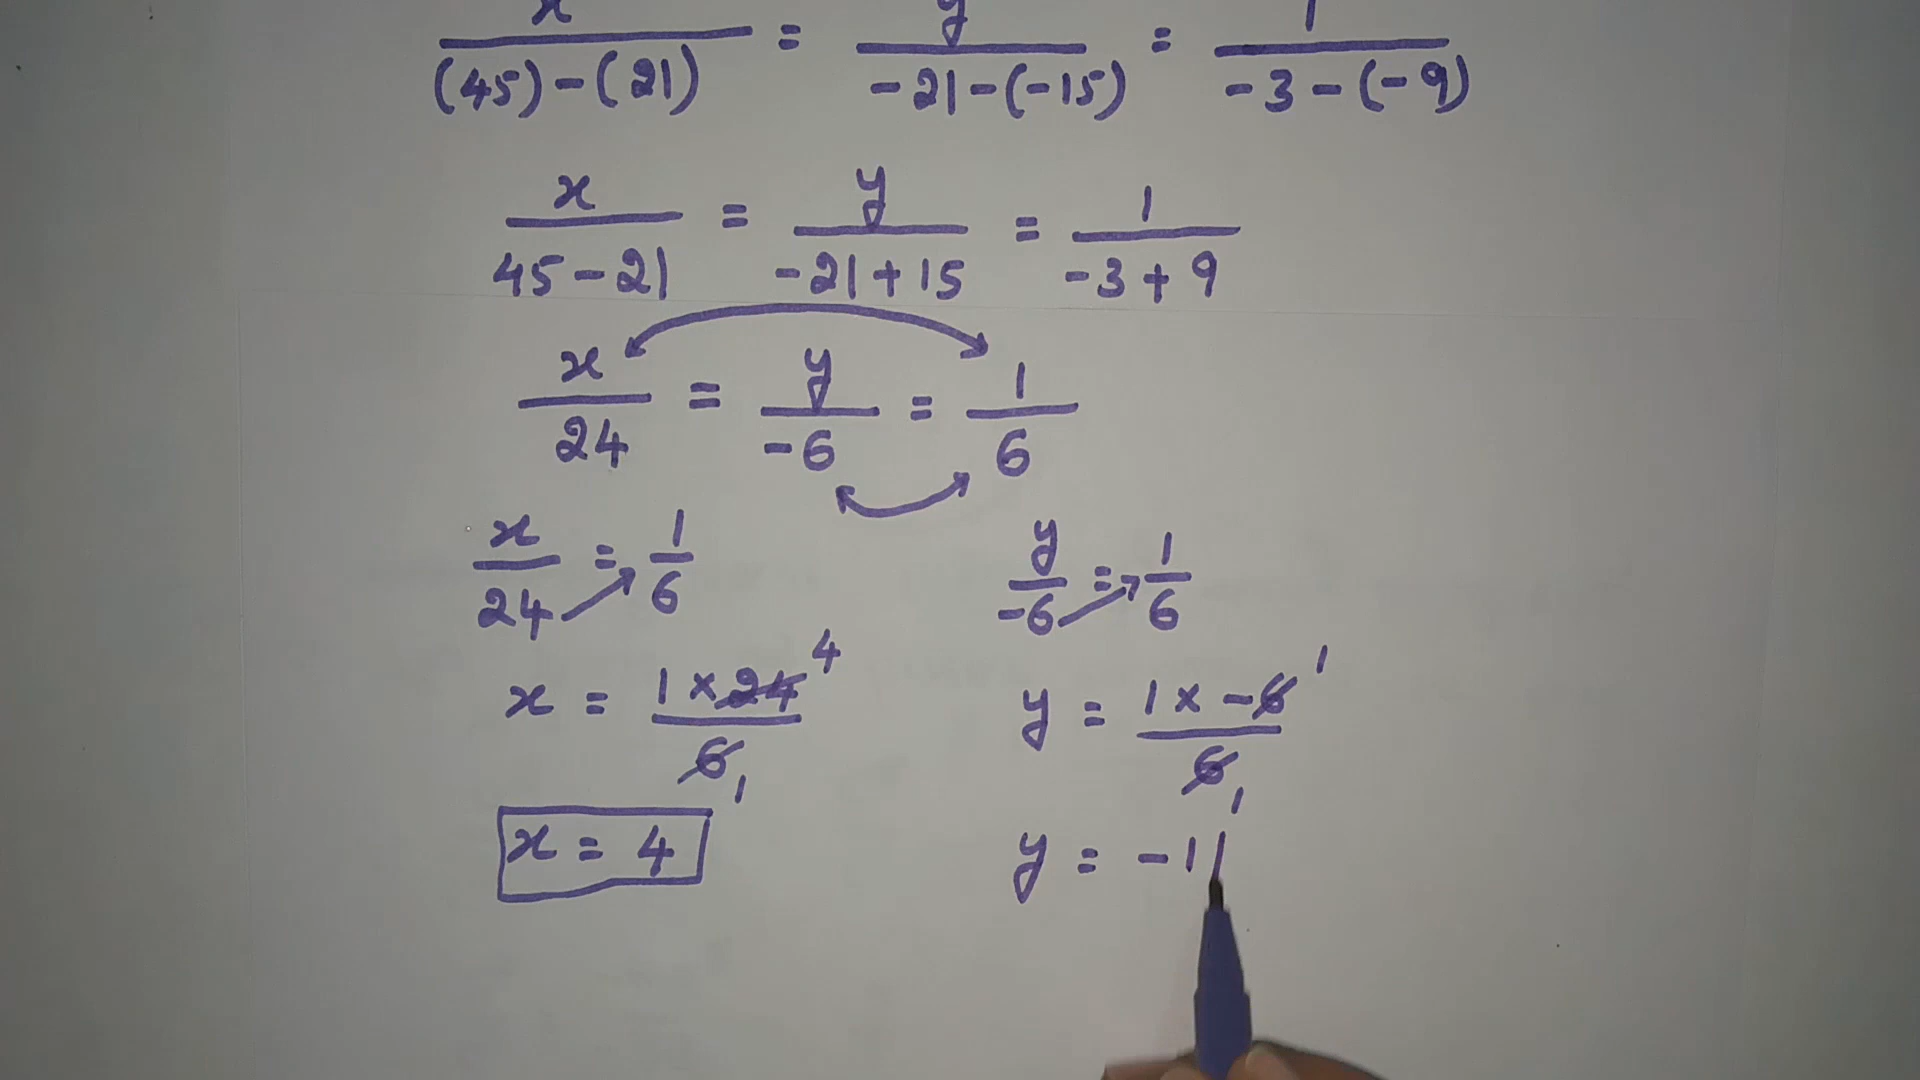 x/((45)-(21)) = y/(-21-(-15)) = 1/(-3-(-9))
x/(45-21) = y/(-21+15) = 1/(-3+9)
x/24 = y/-6 = 1/6
x/24 = 1/6    y/-6 = 1/6
x = (1×24)/6 4 1    y = (1×-6)/6 1 1
x = 4    y = -1|